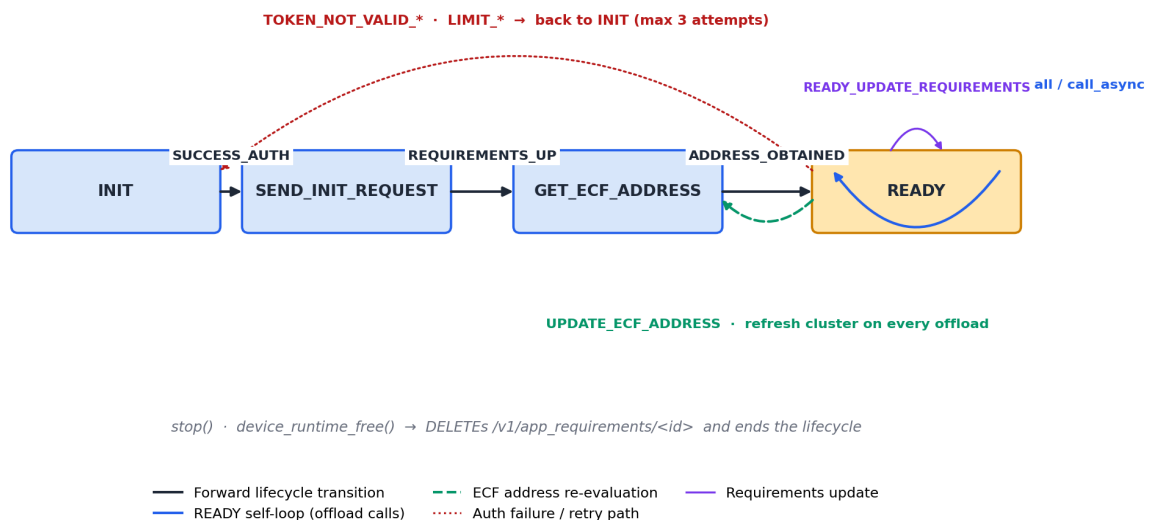 TOKEN_NOT_VALID_* · LIMIT_* → back to INIT (max 3 attempts)
READY_UPDATE_REQUIREMENTS
all / call_async
SUCCESS_AUTH
REQUIREMENTS_UP
ADDRESS_OBTAINED
INIT
SEND_INIT_REQUEST
GET_ECF_ADDRESS
READY
UPDATE_ECF_ADDRESS · refresh cluster on every offload
stop() · device_runtime_free() → DELETEs /v1/app_requirements/<id> and ends the lifecycle
Forward lifecycle transition
READY self-loop (offload calls)
ECF address re-evaluation
Auth failure / retry path
Requirements update